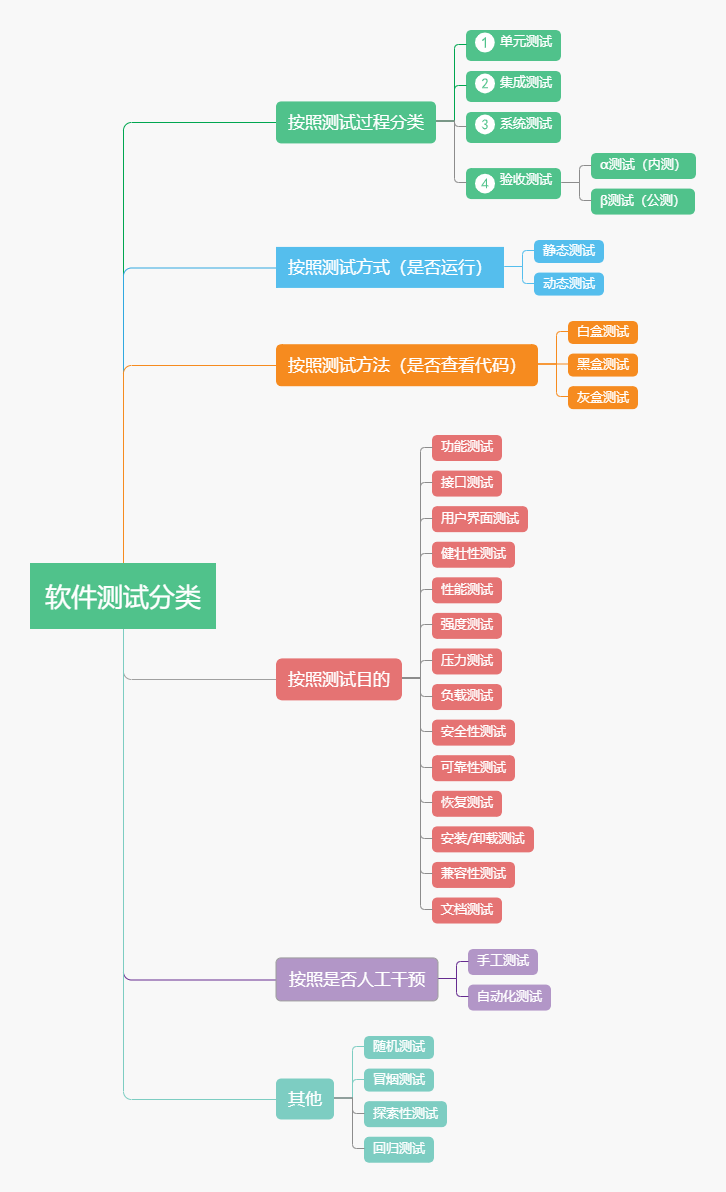 软件测试分类
按照测试过程分类
1 单元测试
2 集成测试
3 系统测试
4 验收测试
α测试（内测）
β测试（公测）
按照测试方式（是否运行）
静态测试
动态测试
按照测试方法（是否查看代码）
白盒测试
黑盒测试
灰盒测试
按照测试目的
功能测试
接口测试
用户界面测试
健壮性测试
性能测试
强度测试
压力测试
负载测试
安全性测试
可靠性测试
恢复测试
安装/卸载测试
兼容性测试
文档测试
按照是否人工干预
手工测试
自动化测试
其他
随机测试
冒烟测试
探索性测试
回归测试